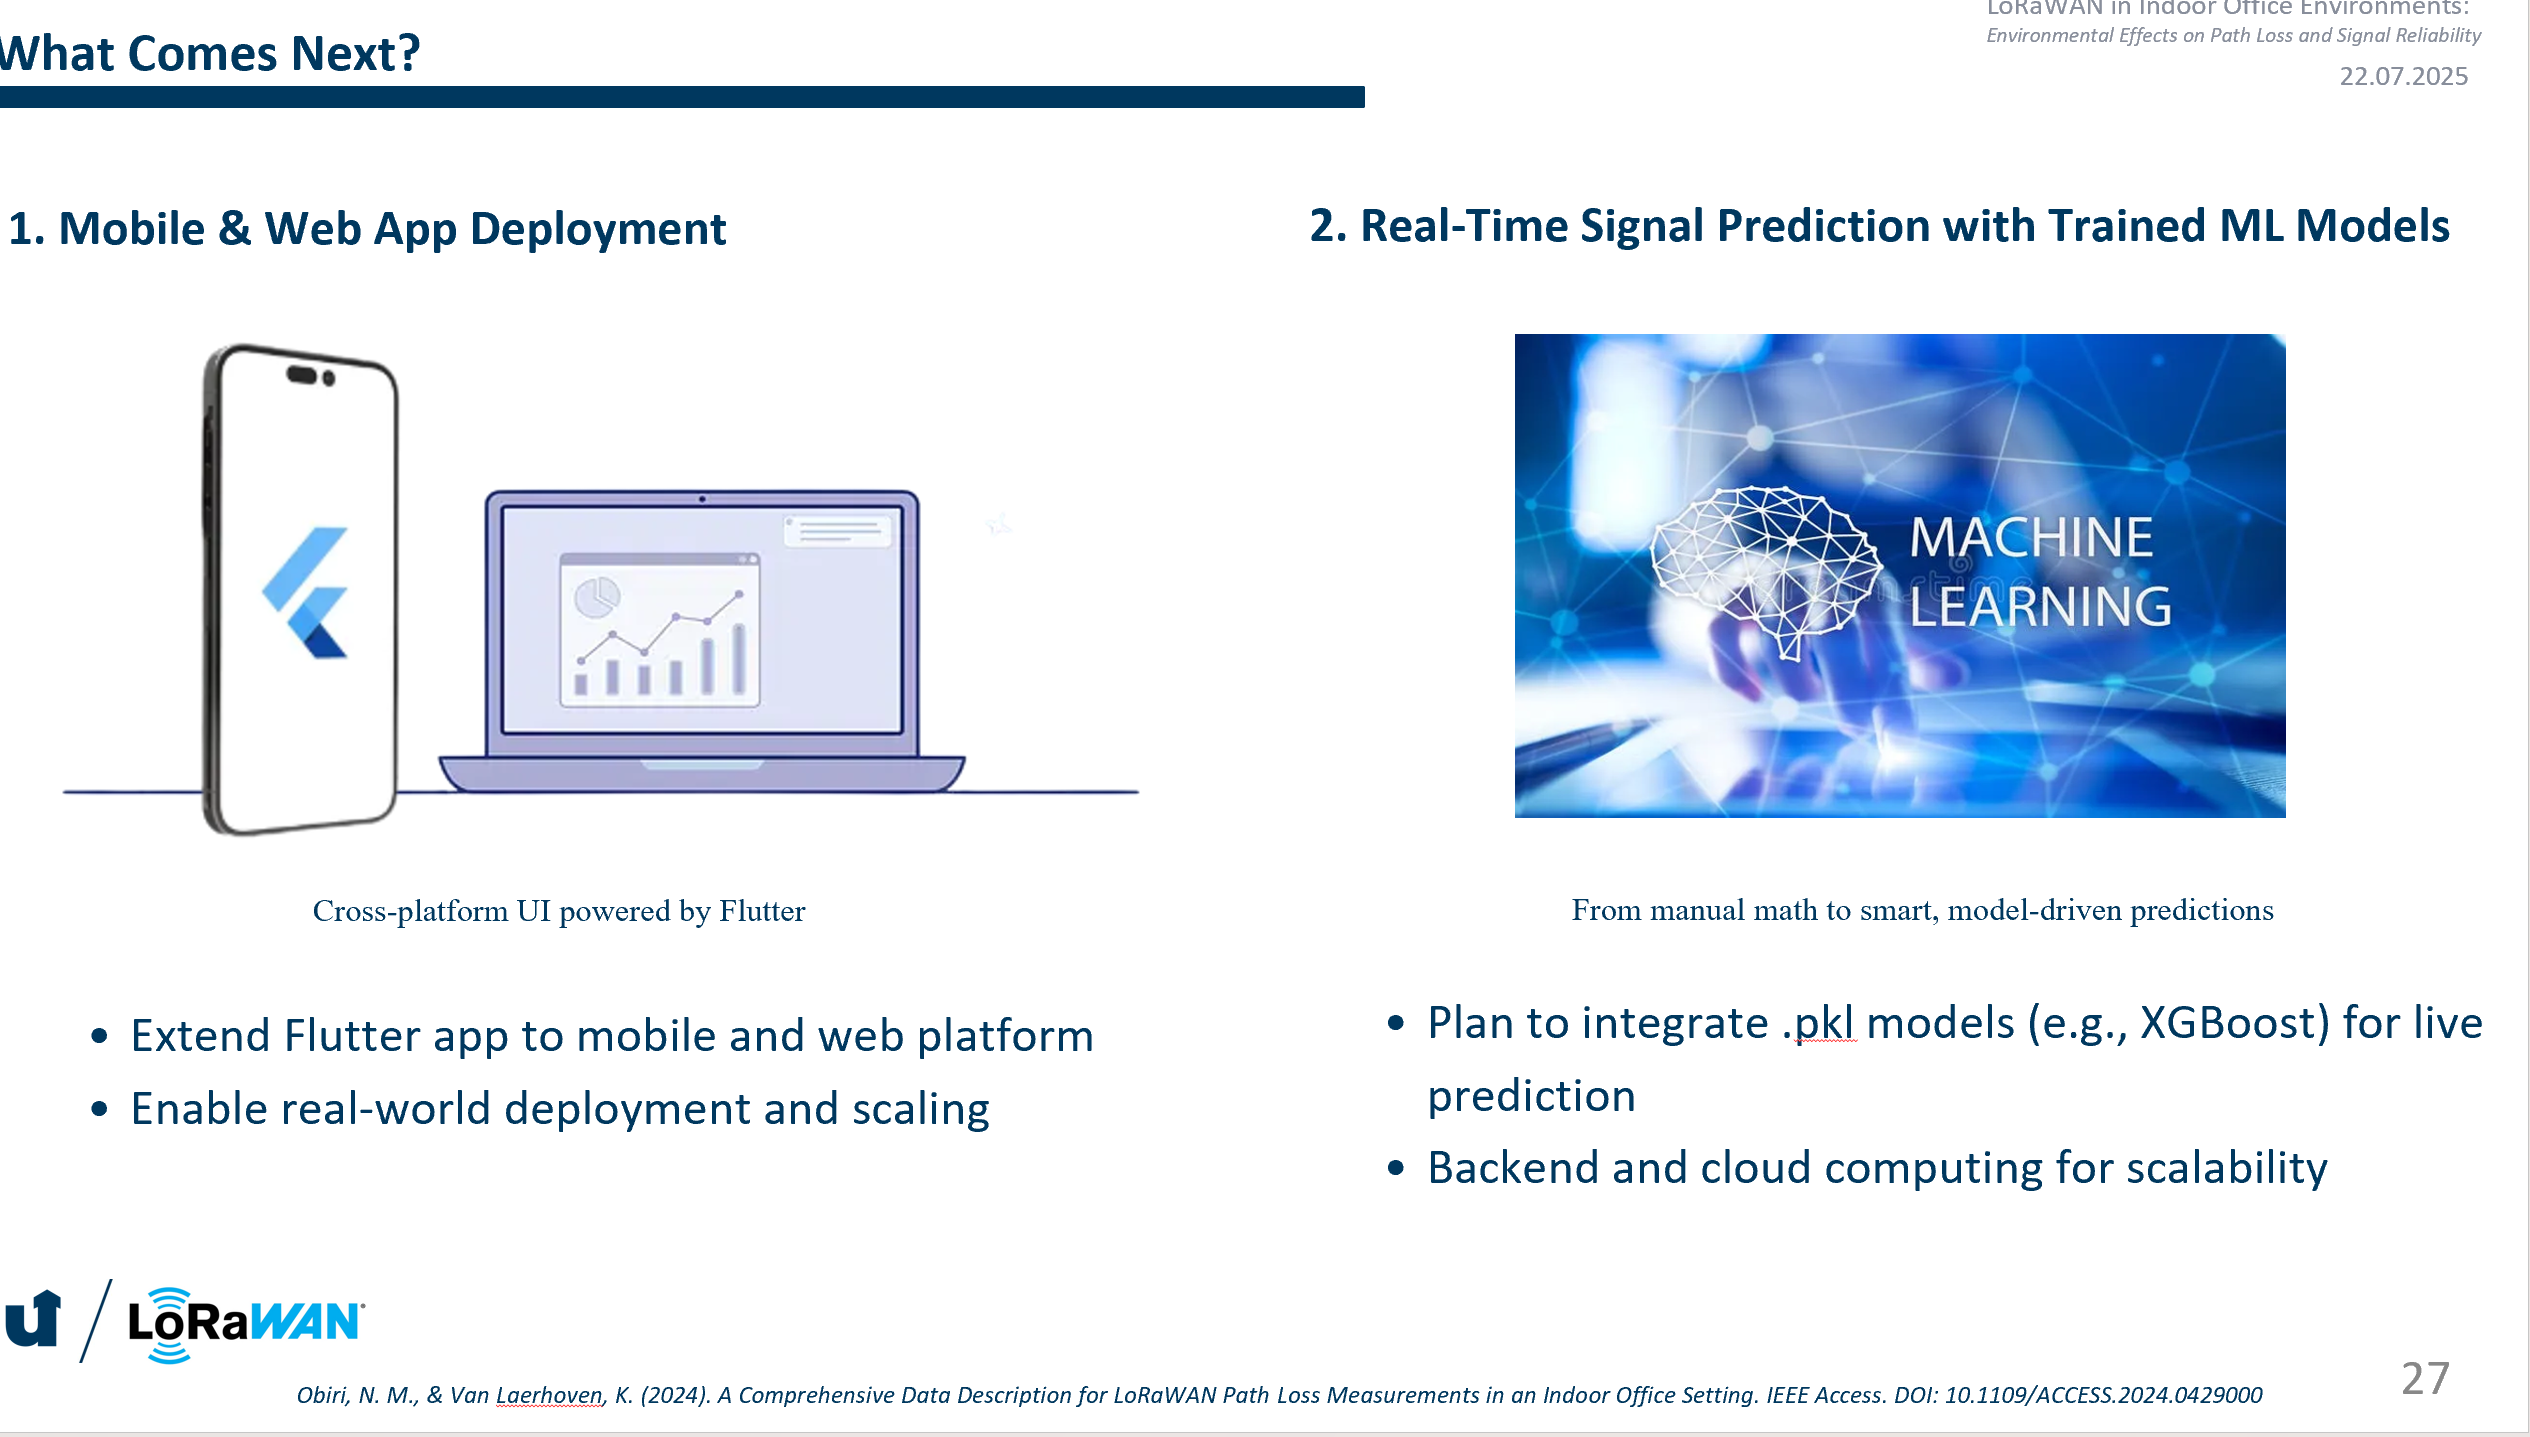 LoRaWAN in Indoor Office Environments:
What Comes Next?
Environmental Effects on Path Loss and Signal Reliability
22.07.2025
1. Mobile & Web App Deployment
2. Real-Time Signal Prediction with Trained ML Models
MACHINE
LEARNING
Cross-platform UI powered by Flutter
From manual math to smart, model-driven predictions
• Extend Flutter app to mobile and web platform
• Enable real-world deployment and scaling
• Plan to integrate .pkl models (e.g., XGBoost) for live
prediction
• Backend and cloud computing for scalability
u
LoRaWAN
Obiri, N. M., & Van Laerhoven, K. (2024). A Comprehensive Data Description for LoRaWAN Path Loss Measurements in an Indoor Office Setting. IEEE Access. DOI: 10.1109/ACCESS.2024.0429000
27